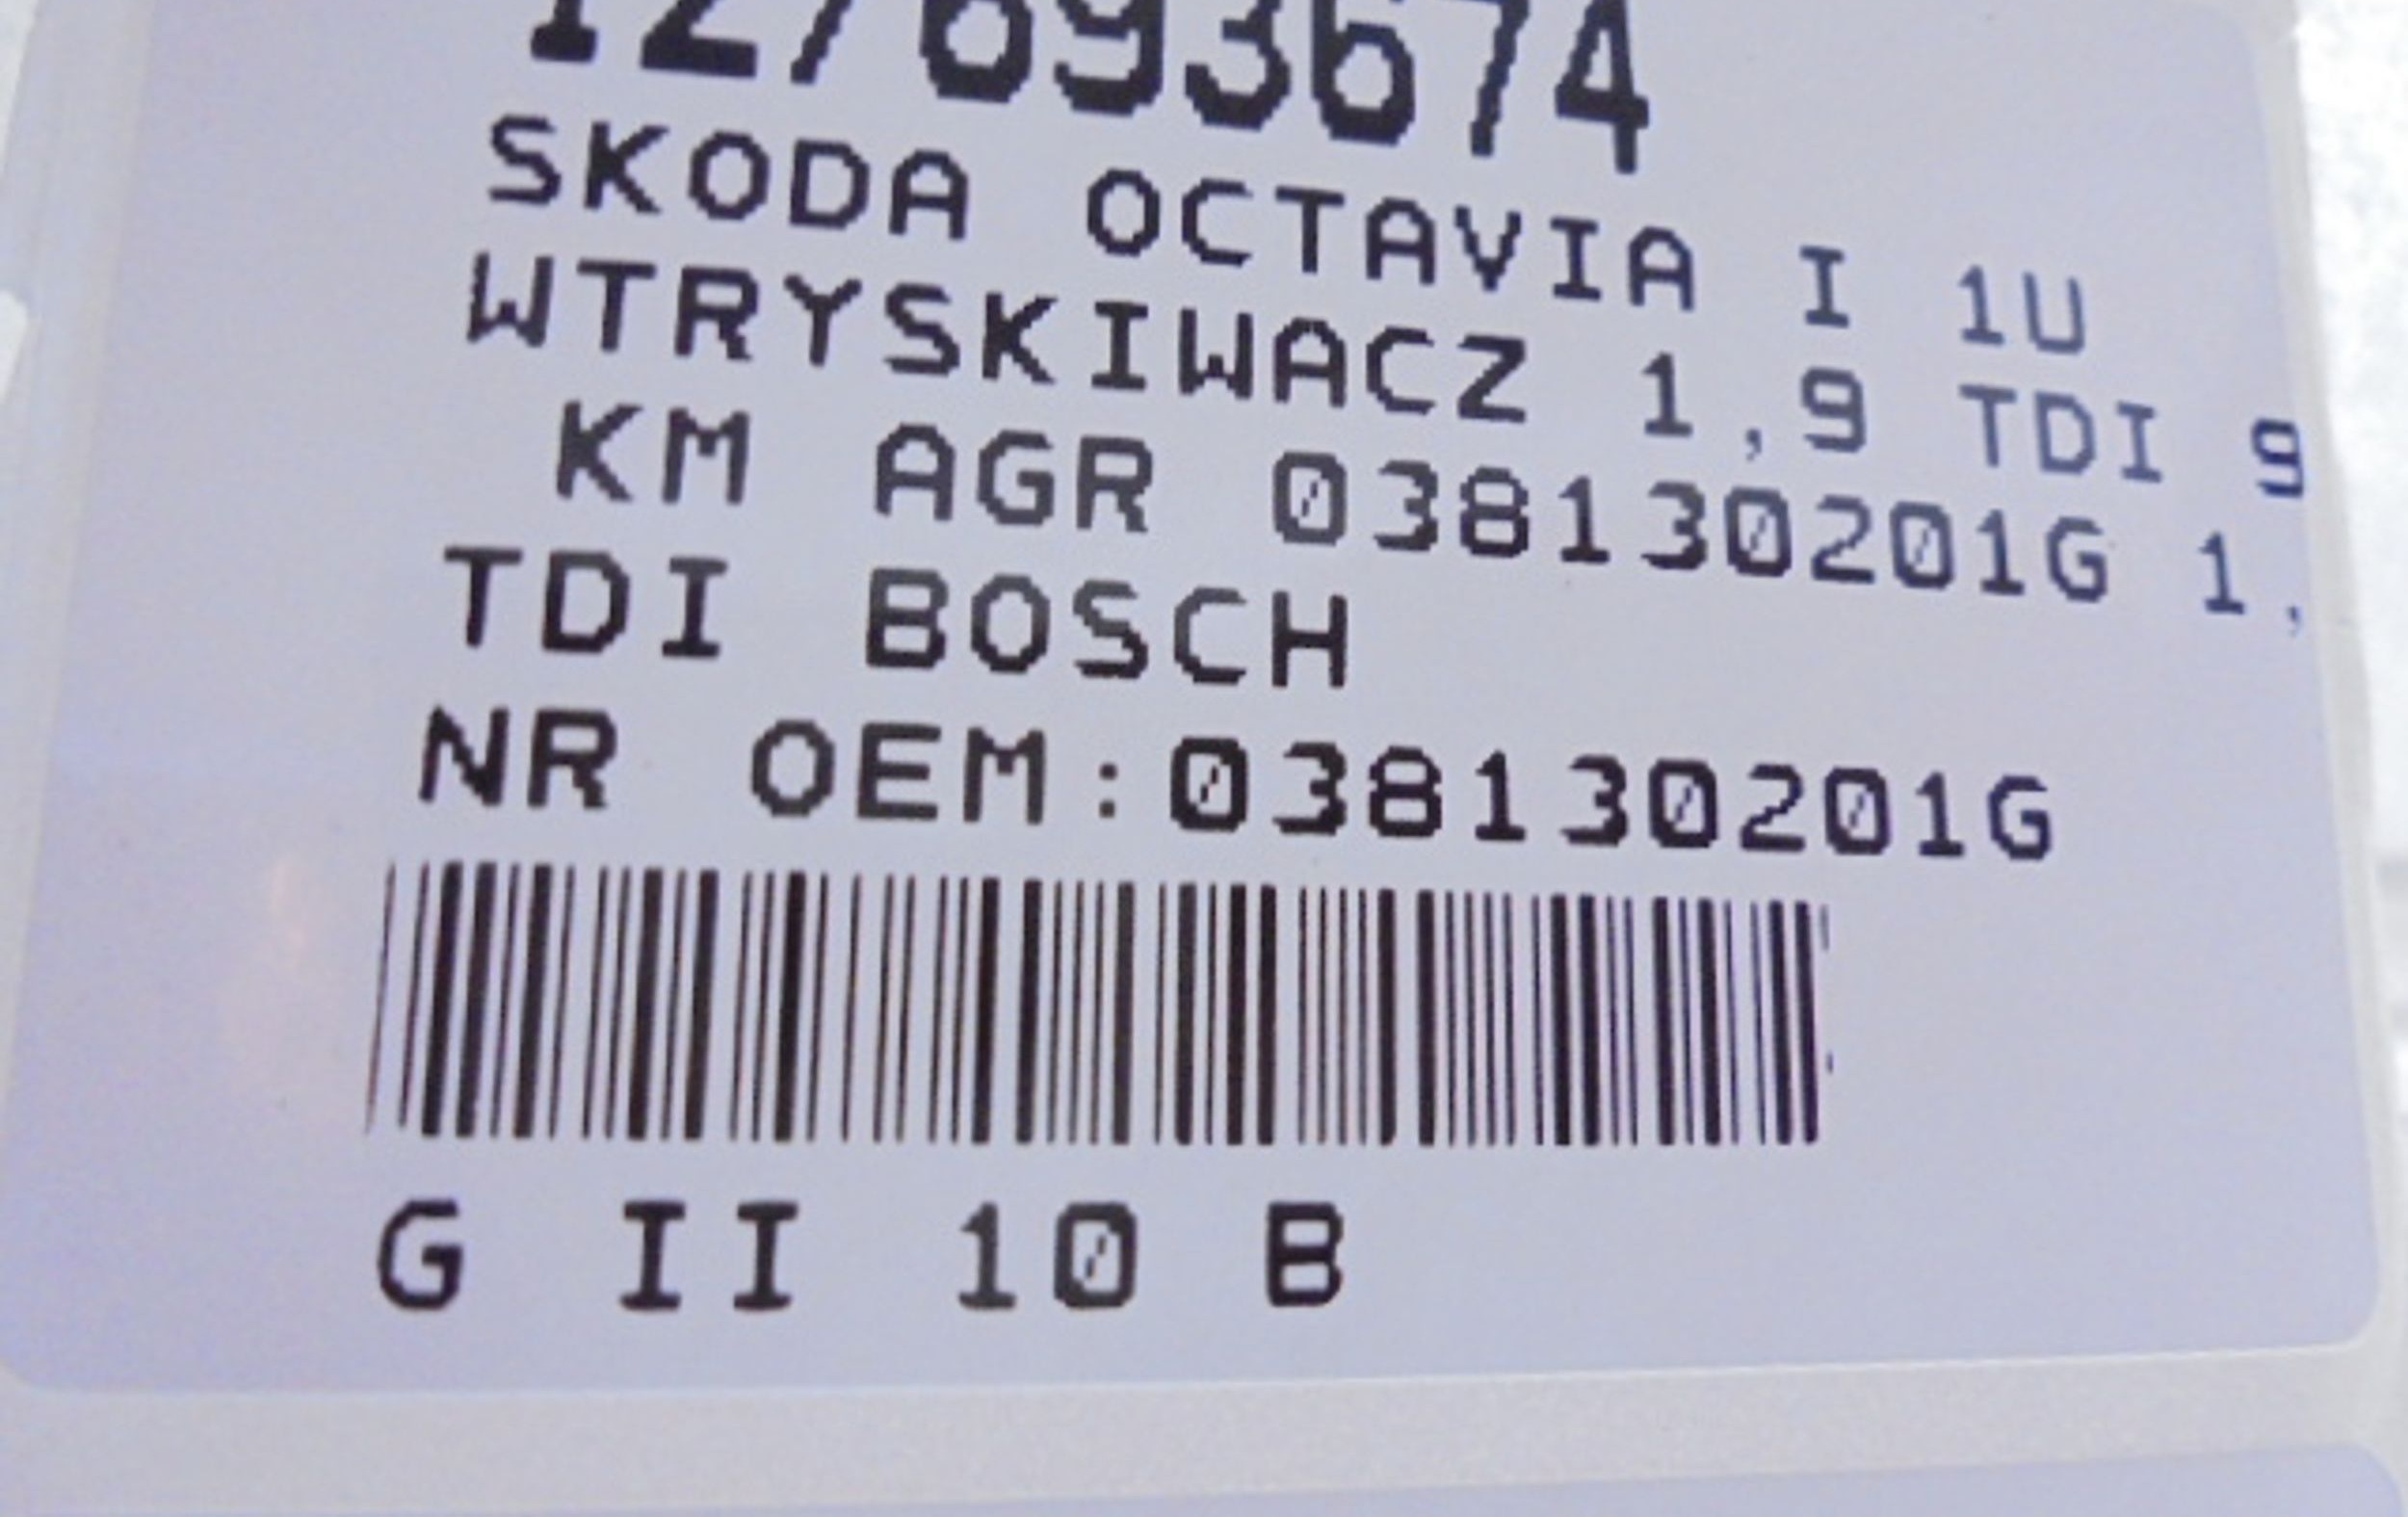 SKODA OCTAVIA I 1U
WTRYSKIWACZ 1,9 TDI 9
KM AGR 038130201G 1,
TDI BOSCH
NR OEM:038130201G
G II 10 B